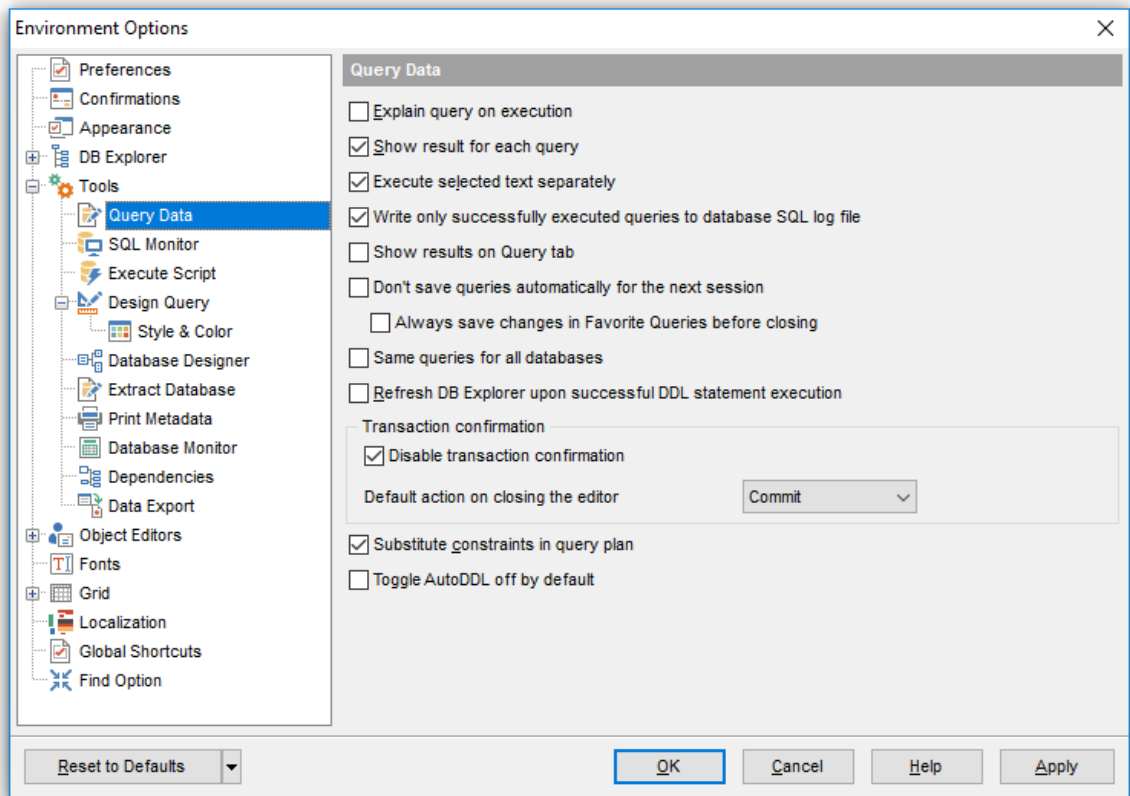 Environment Options
Preferences
Confirmations
Appearance
DB Explorer
Tools
Query Data
SQL Monitor
Execute Script
Design Query
Style & Color
Database Designer
Extract Database
Print Metadata
Database Monitor
Dependencies
Data Export
Object Editors
Fonts
Grid
Localization
Global Shortcuts
Find Option
Query Data
Explain query on execution
Show result for each query
Execute selected text separately
Write only successfully executed queries to database SQL log file
Show results on Query tab
Don't save queries automatically for the next session
Always save changes in Favorite Queries before closing
Same queries for all databases
Refresh DB Explorer upon successful DDL statement execution
Transaction confirmation
Disable transaction confirmation
Default action on closing the editor Commit
Substitute constraints in query plan
Toggle AutoDDL off by default
Reset to Defaults OK Cancel Help Apply